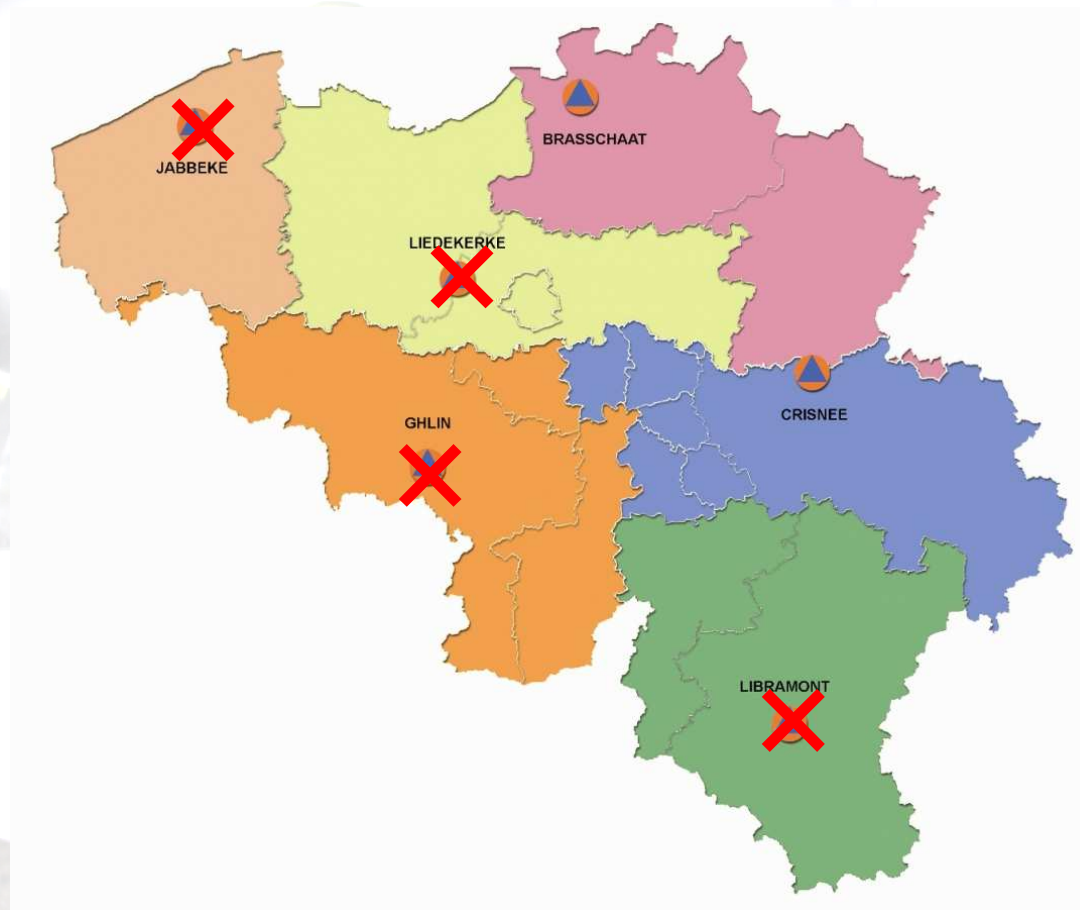 BRASSCHAAT
JABBEKE
LIEDEKERKE
CRISNEE
GHLIN
LIBRAMONT